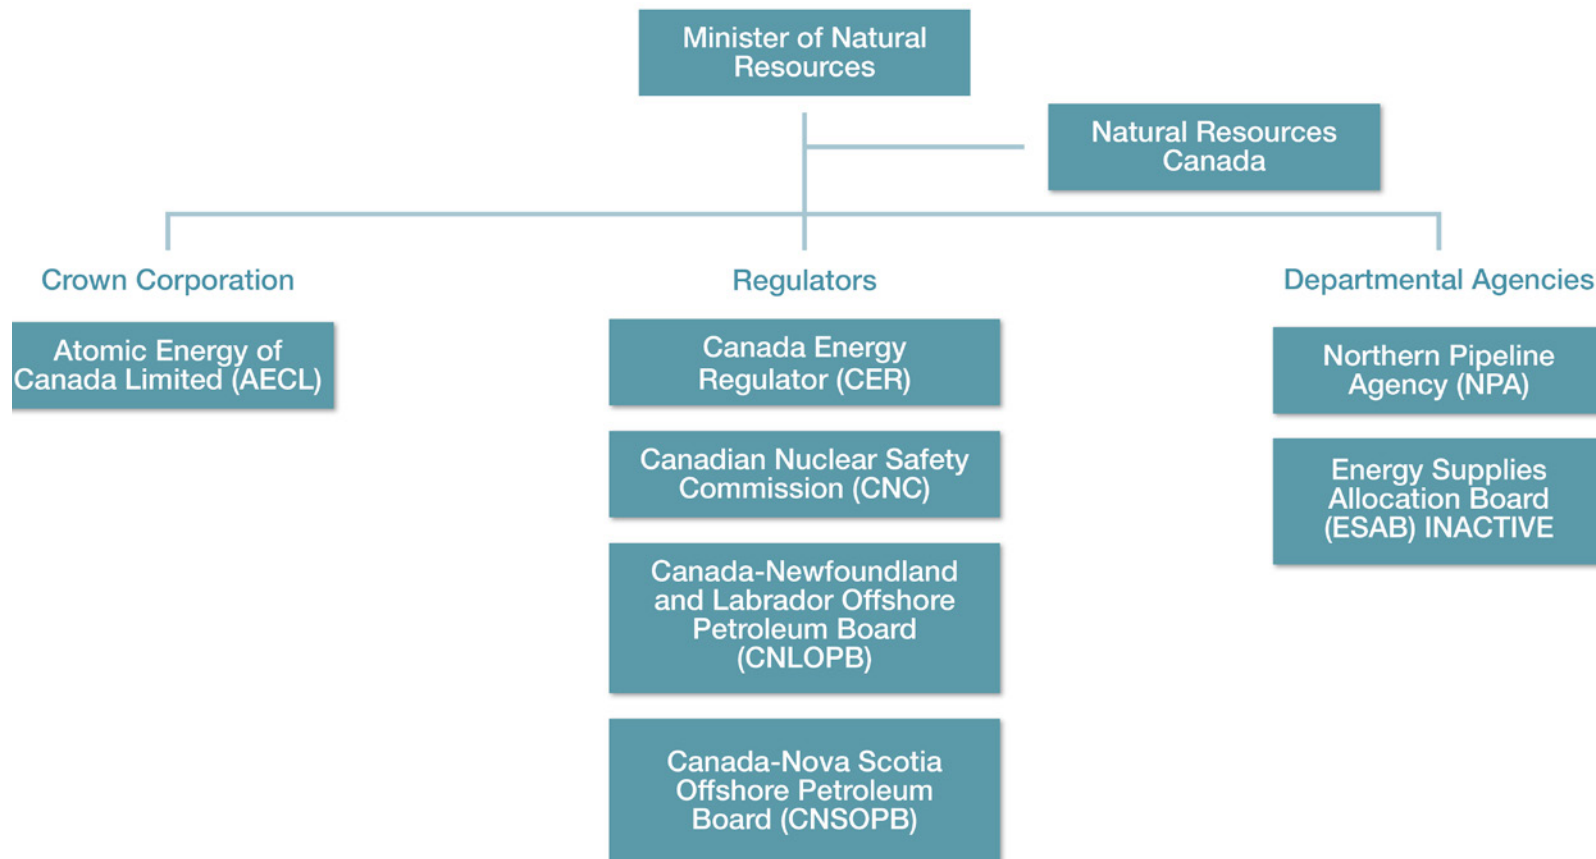 Minister of Natural
Resources
Natural Resources
Canada
Crown Corporation
Atomic Energy of
Canada Limited (AECL)
Regulators
Canada Energy
Regulator (CER)
Canadian Nuclear Safety
Commission (CNC)
Canada-Newfoundland
and Labrador Offshore
Petroleum Board
(CNLOPB)
Canada-Nova Scotia
Offshore Petroleum
Board (CNSOPB)
Departmental Agencies
Northern Pipeline
Agency (NPA)
Energy Supplies
Allocation Board
(ESAB) INACTIVE